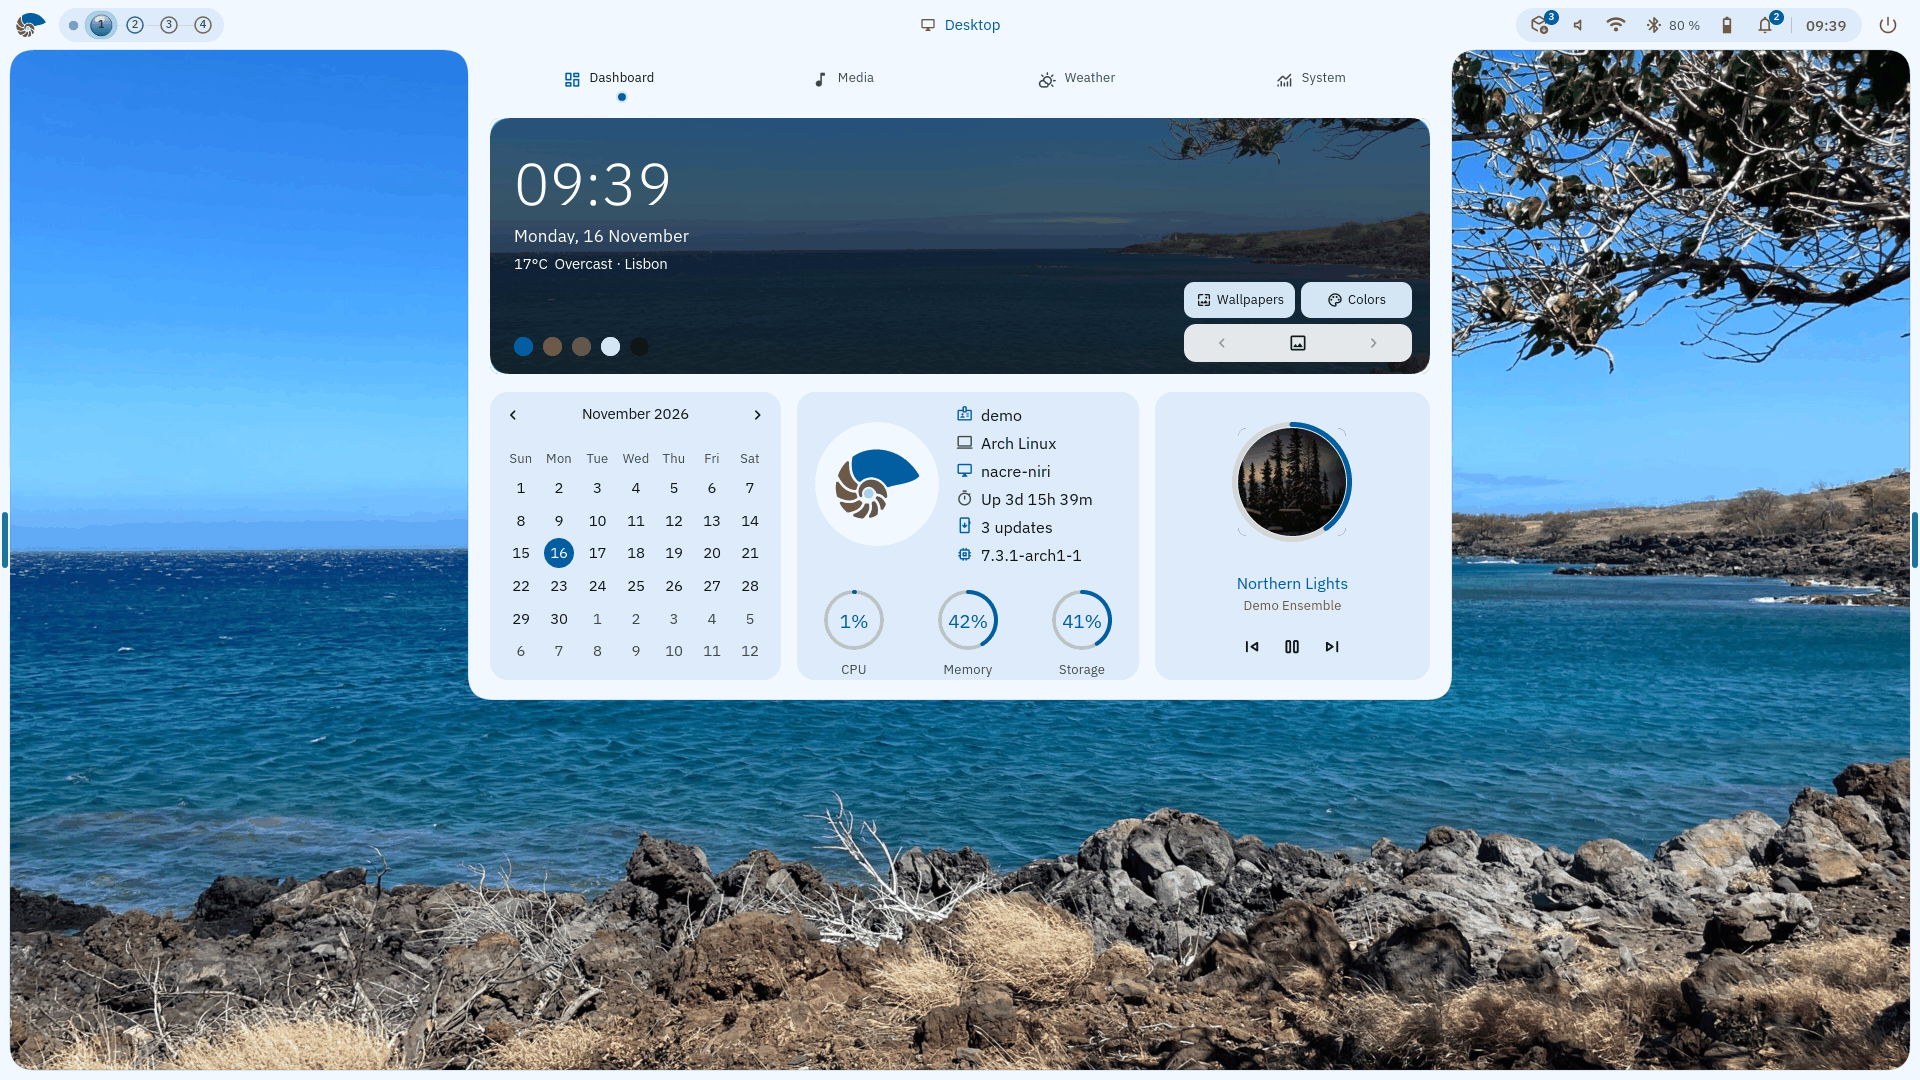 1 2 3 4
Desktop
3
80 %
2
09:39
Dashboard
Media
Weather
System
09:39
Monday, 16 November
17°C Overcast · Lisbon
Wallpapers
Colors
November 2026
Sun Mon Tue Wed Thu Fri Sat
1 2 3 4 5 6 7
8 9 10 11 12 13 14
15 16 17 18 19 20 21
22 23 24 25 26 27 28
29 30 1 2 3 4 5
6 7 8 9 10 11 12
demo
Arch Linux
nacre-niri
Up 3d 15h 39m
3 updates
7.3.1-arch1-1
1%
CPU
42%
Memory
41%
Storage
Northern Lights
Demo Ensemble